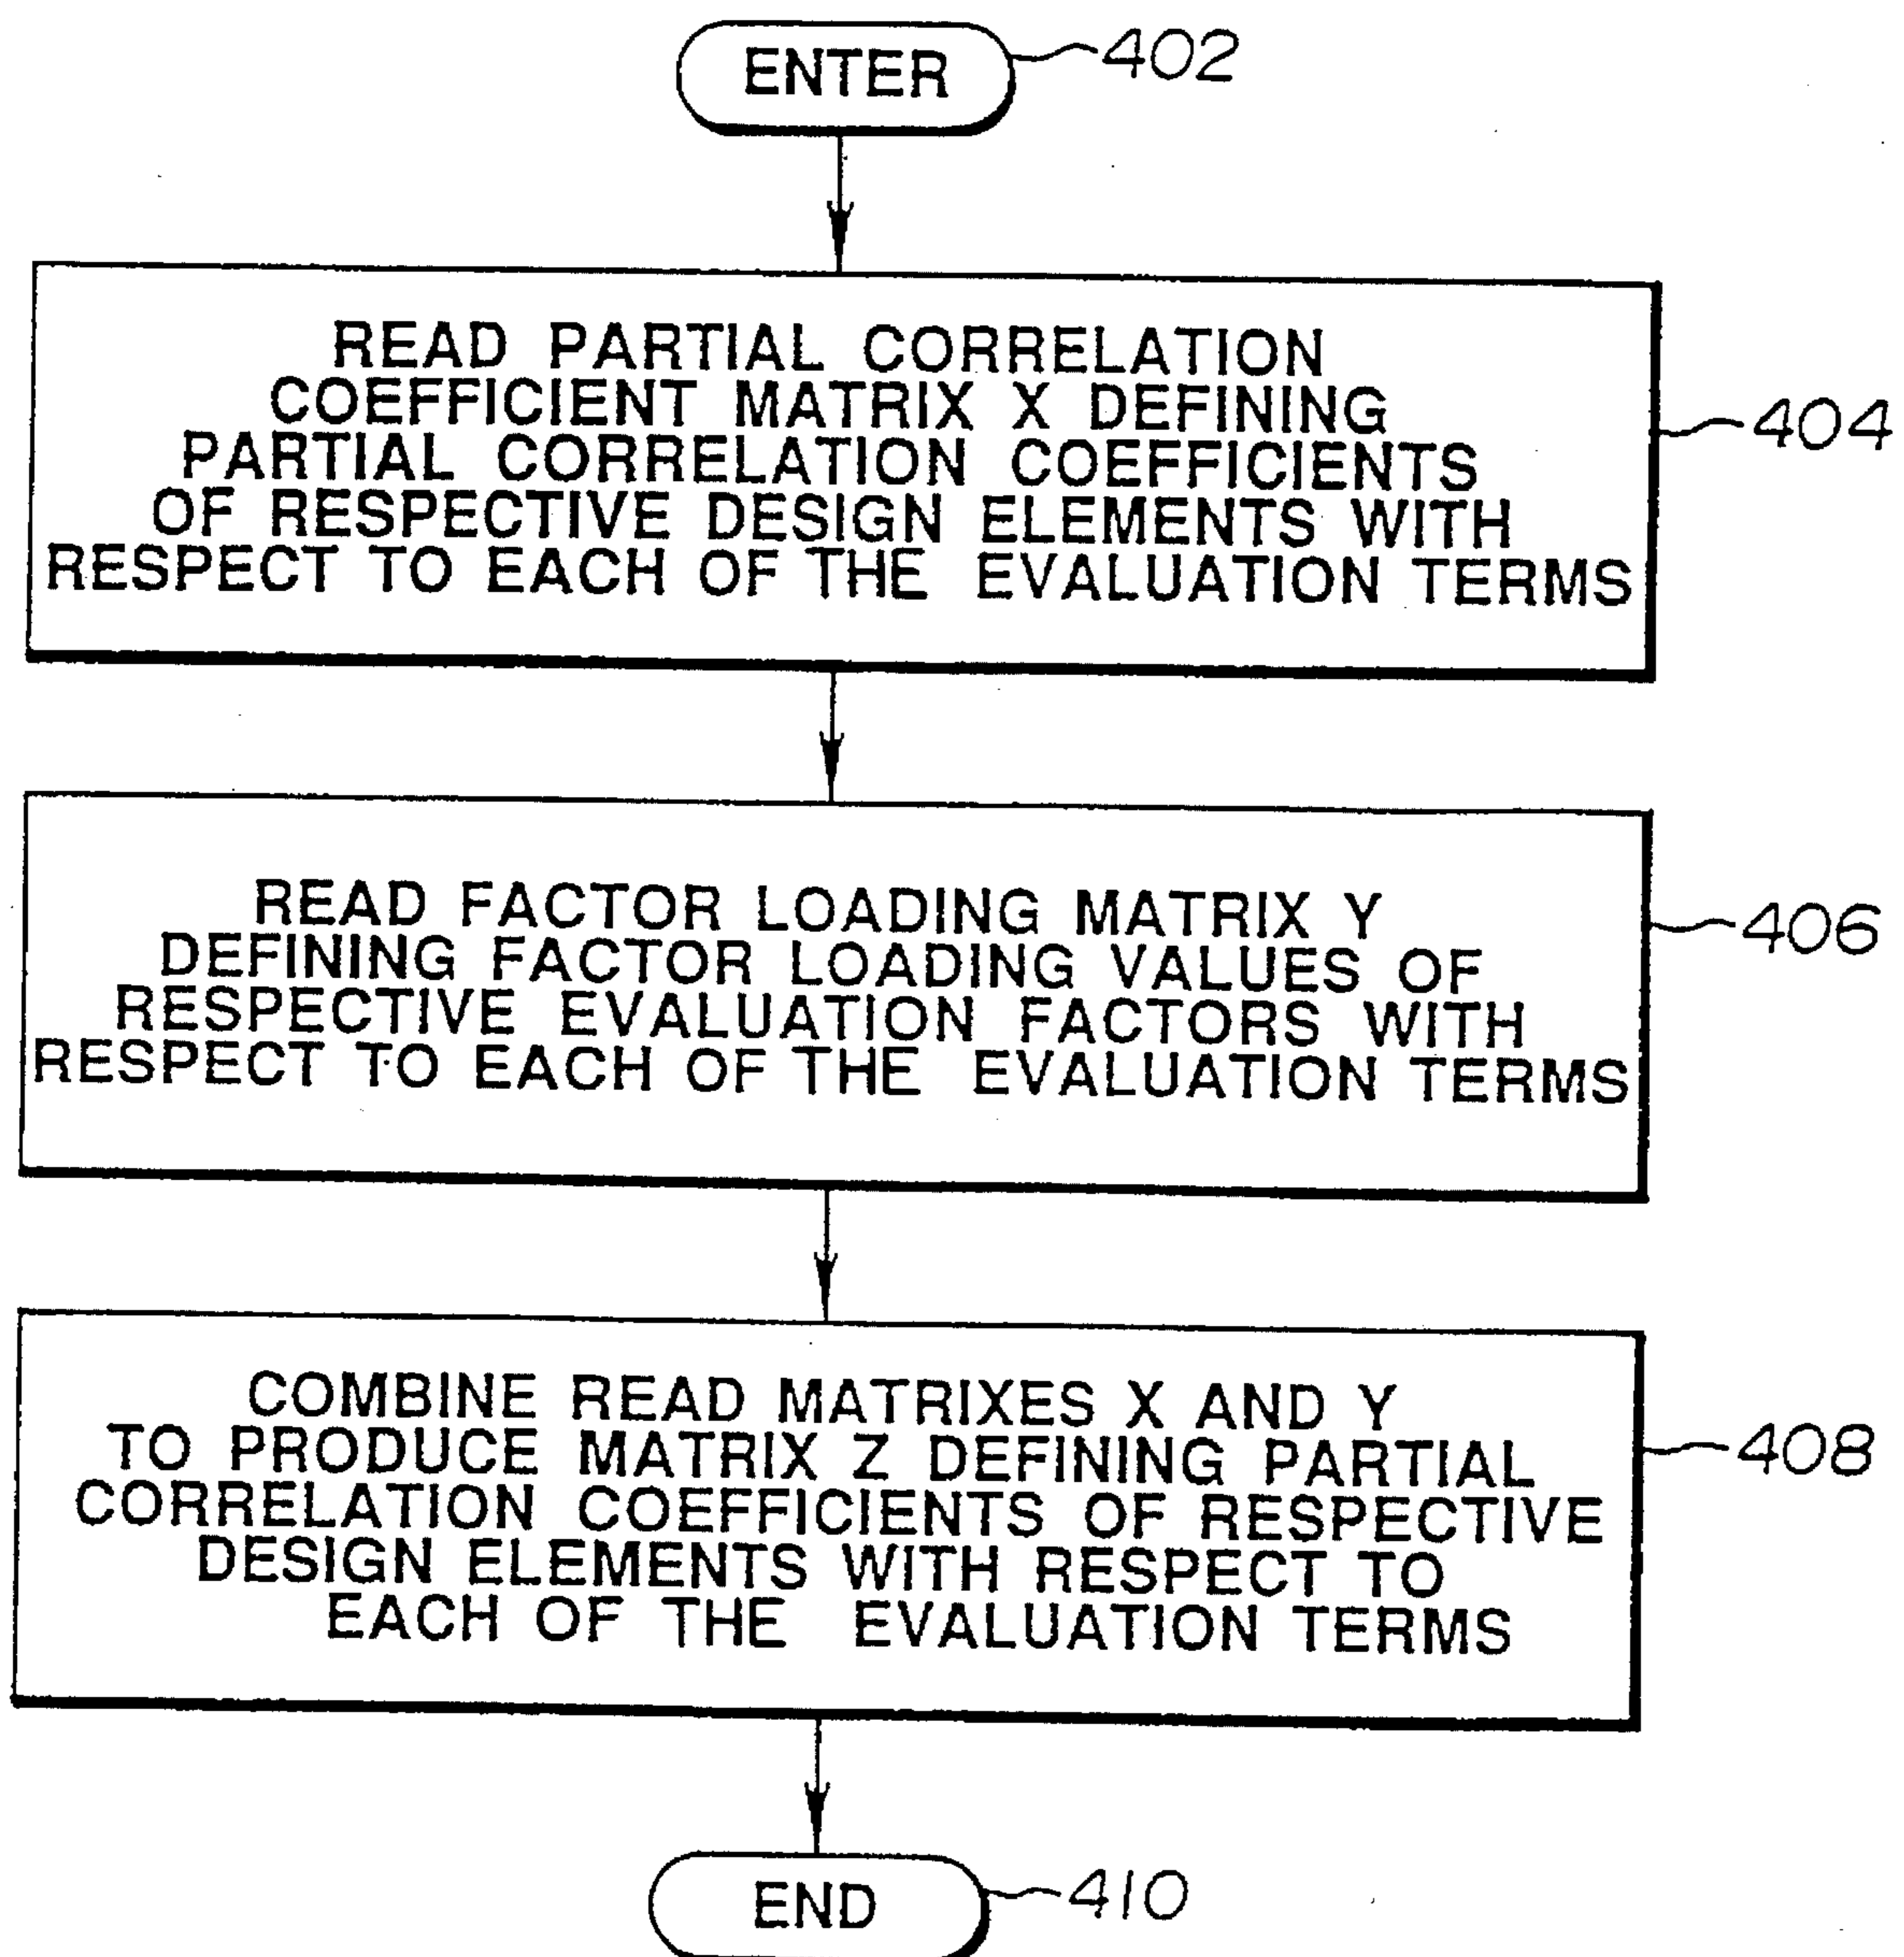 ENTER
402
READ PARTIAL CORRELATION
COEFFICIENT MATRIX X DEFINING
PARTIAL CORRELATION COEFFICIENTS
OF RESPECTIVE DESIGN ELEMENTS WITH
RESPECT TO EACH OF THE EVALUATION TERMS
404
READ FACTOR LOADING MATRIX Y
DEFINING FACTOR LOADING VALUES OF
RESPECTIVE EVALUATION FACTORS WITH
RESPECT TO EACH OF THE EVALUATION TERMS
406
COMBINE READ MATRIXES X AND Y
TO PRODUCE MATRIX Z DEFINING PARTIAL
CORRELATION COEFFICIENTS OF RESPECTIVE
DESIGN ELEMENTS WITH RESPECT TO
EACH OF THE EVALUATION TERMS
408
END
410